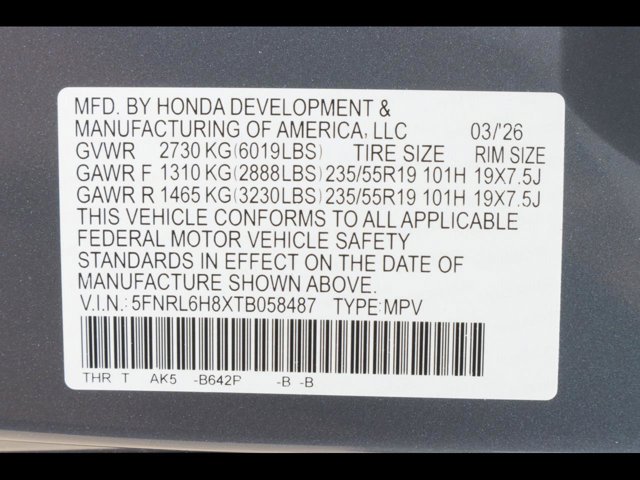 MFD. BY HONDA DEVELOPMENT &
MANUFACTURING OF AMERICA, LLC 03/'26
GVWR 2730 KG(6019LBS) TIRE SIZE RIM SIZE
GAWR F 1310 KG(2888LBS) 235/55R19 101H 19X7.5J
GAWR R 1465 KG(3230LBS) 235/55R19 101H 19X7.5J
THIS VEHICLE CONFORMS TO ALL APPLICABLE
FEDERAL MOTOR VEHICLE SAFETY
STANDARDS IN EFFECT ON THE DATE OF
MANUFACTURE SHOWN ABOVE.
V.I.N.: 5FNRL6H8XTB058487 TYPE: MPV
THR T AK5 -B642P -B -B